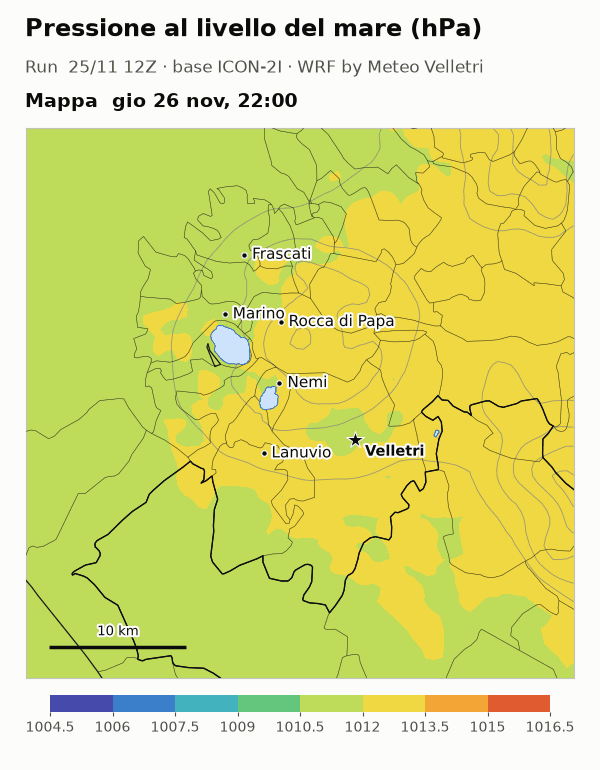 Pressione al livello del mare (hPa)
Run  25/11 12Z · base ICON-2I · WRF by Meteo Velletri
Mappa  gio 26 nov, 22:00
Frascati
Marino
Rocca di Papa
Nemi
Velletri
Lanuvio
10 km
1004.5 1006 1007.5 1009 1010.5 1012 1013.5 1015 1016.5